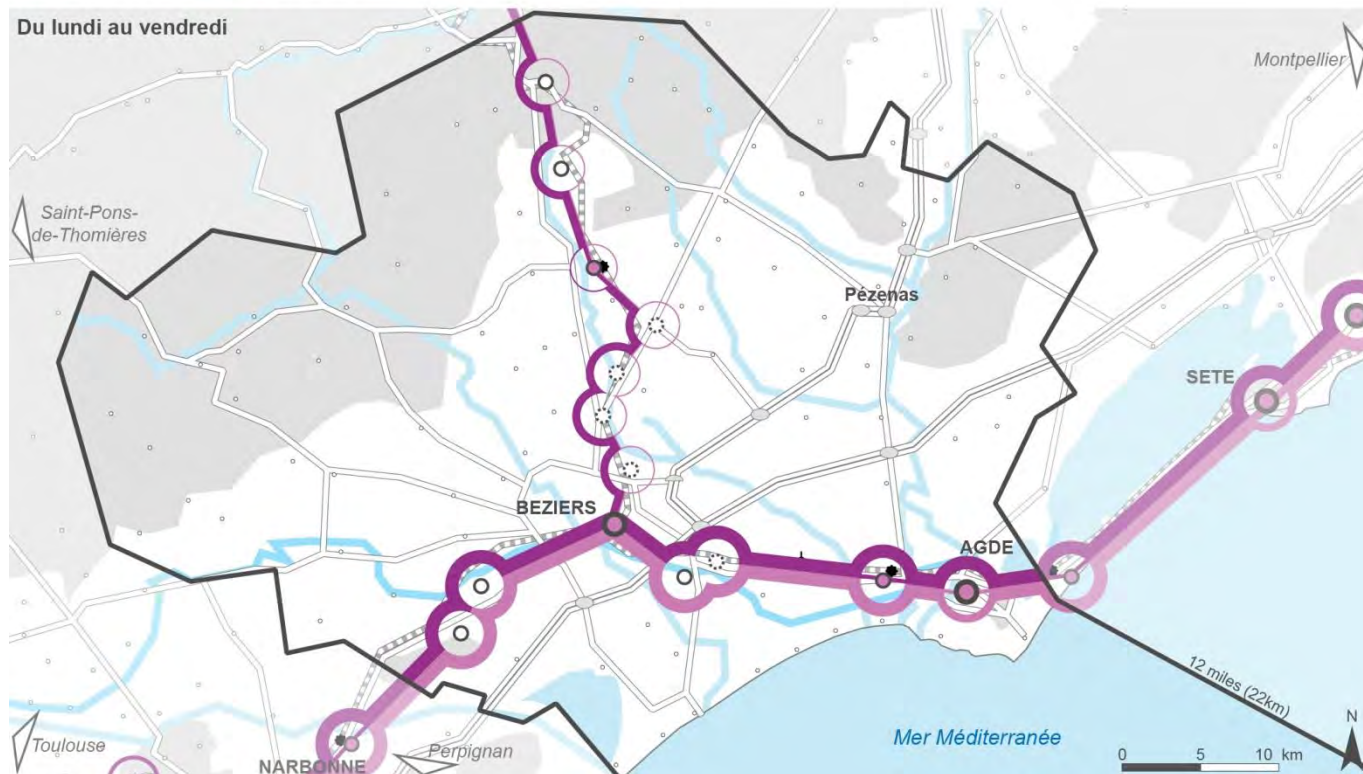 Du lundi au vendredi
Montpellier
Saint-Pons-
de-Thomières
Pézenas
SETE
BEZIERS
AGDE
12 miles (22km)
Mer Méditerranée
Toulouse
NARBONNE
Perpignan
N
0 5 10 km